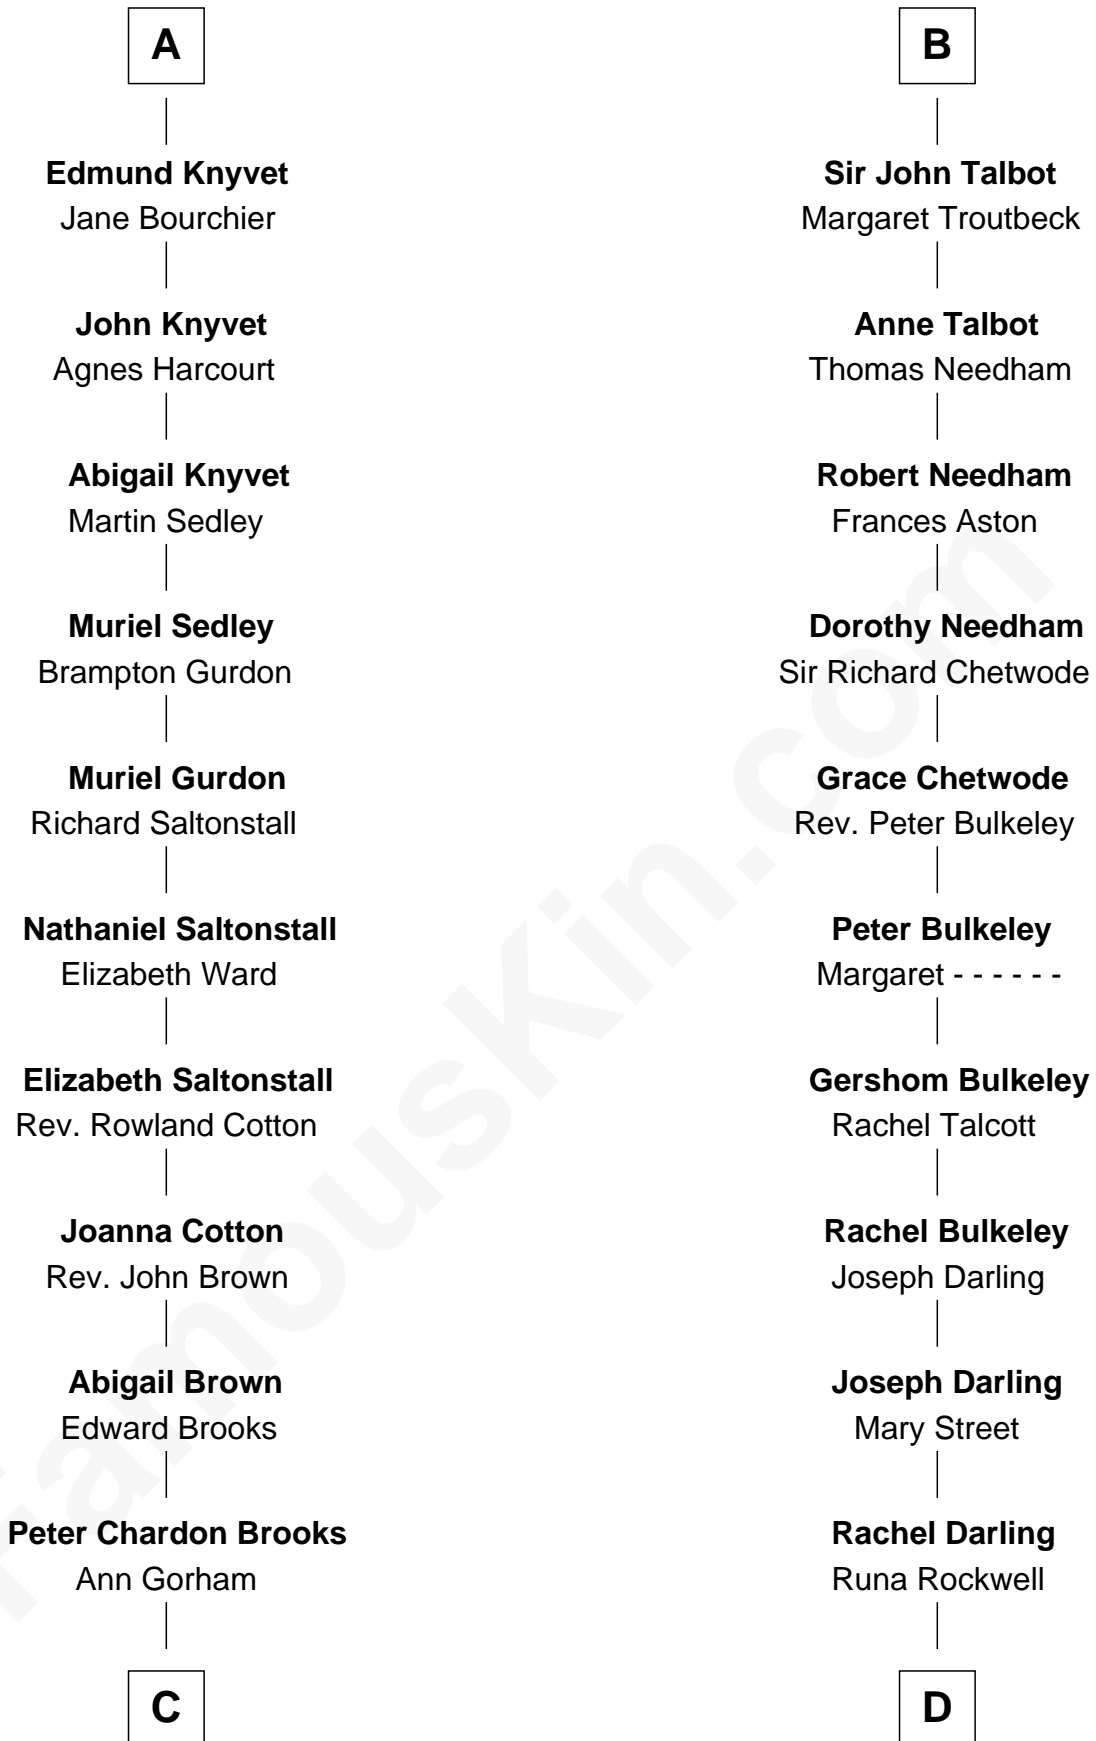 A
Edmund Knyvet
Jane Bourchier
John Knyvet
Agnes Harcourt
Abigail Knyvet
Martin Sedley
Muriel Sedley
Brampton Gurdon
Muriel Gurdon
Richard Saltonstall
Nathaniel Saltonstall
Elizabeth Ward
Elizabeth Saltonstall
Rev. Rowland Cotton
Joanna Cotton
Rev. John Brown
Abigail Brown
Edward Brooks
Peter Chardon Brooks
Ann Gorham
C
B
Sir John Talbot
Margaret Troutbeck
Anne Talbot
Thomas Needham
Robert Needham
Frances Aston
Dorothy Needham
Sir Richard Chetwode
Grace Chetwode
Rev. Peter Bulkeley
Peter Bulkeley
Margaret - - - - - -
Gershom Bulkeley
Rachel Talcott
Rachel Bulkeley
Joseph Darling
Joseph Darling
Mary Street
Rachel Darling
Runa Rockwell
D
FamousKin.com